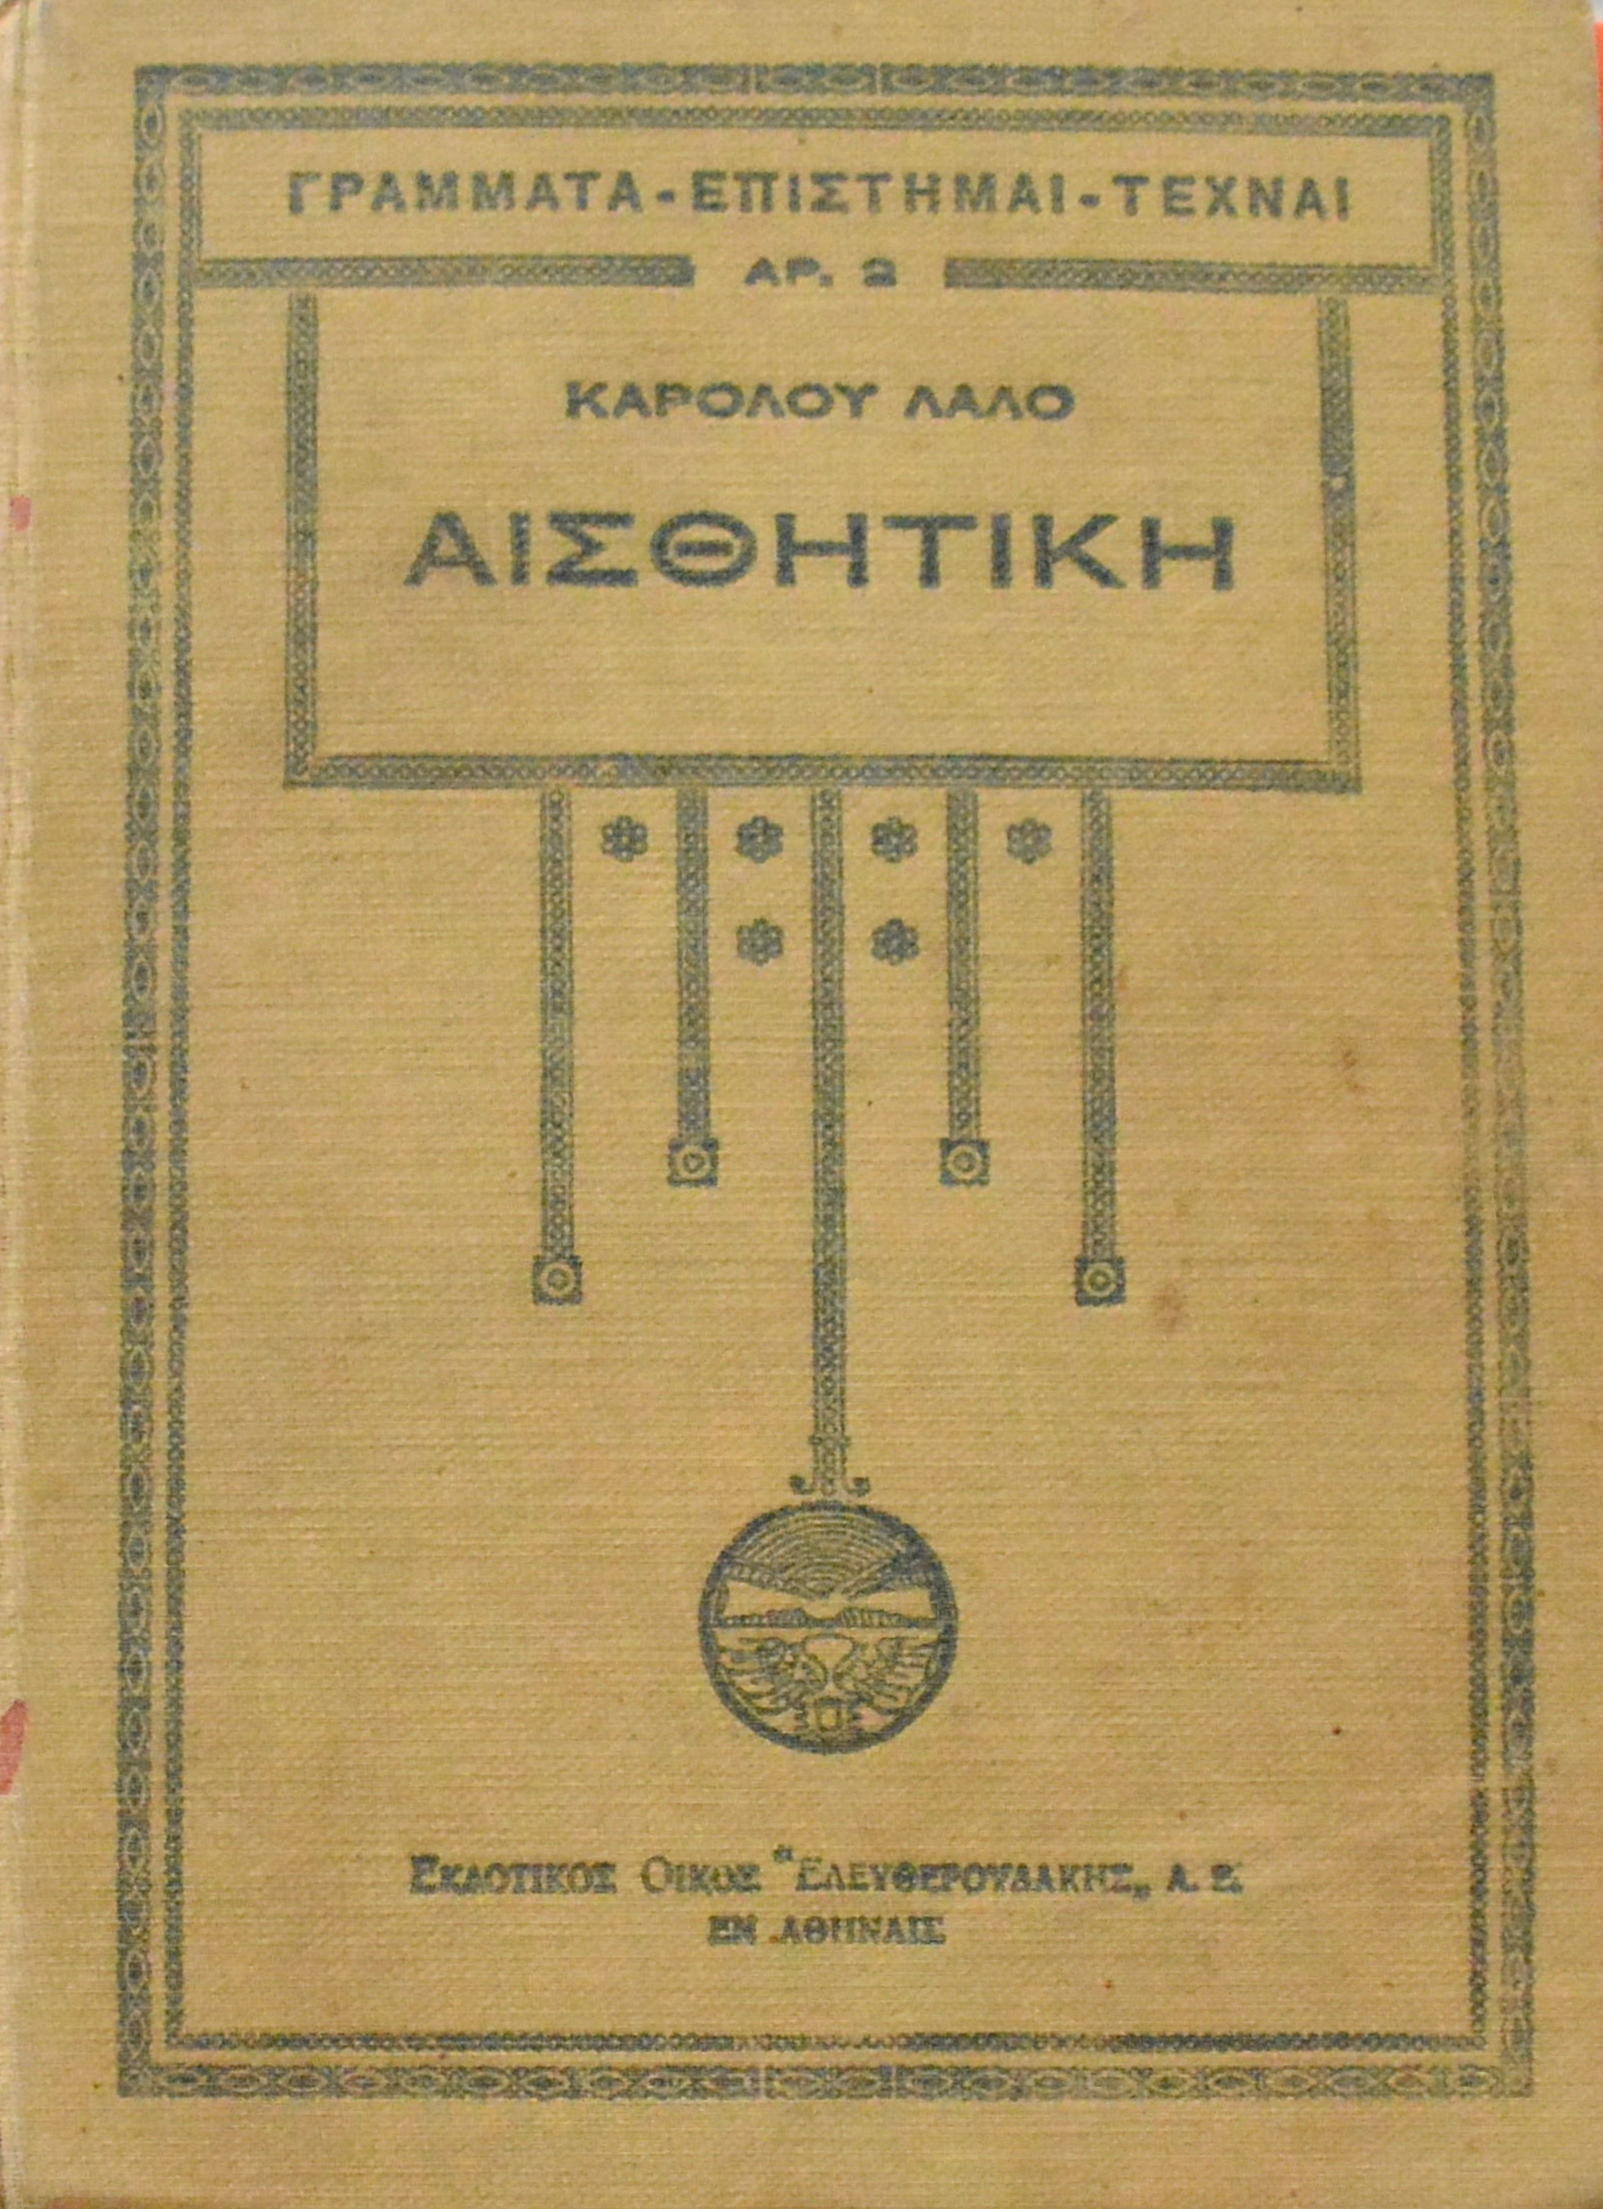 ΓΡΑΜΜΑΤΑ - ΕΠΙΣΤΗΜΑΙ - ΤΕΧΝΑΙ
ΑΡ. 2
ΚΑΡΟΛΟΥ ΛΑΛΟ
ΑΙΣΘΗΤΙΚΗ
ΕΚΔΟΤΙΚΟΣ ΟΙΚΟΣ "ΕΛΕΥΘΕΡΟΥΔΑΚΗΣ„ Α. Ε.
ΕΝ ΑΘΗΝΑΙΣ